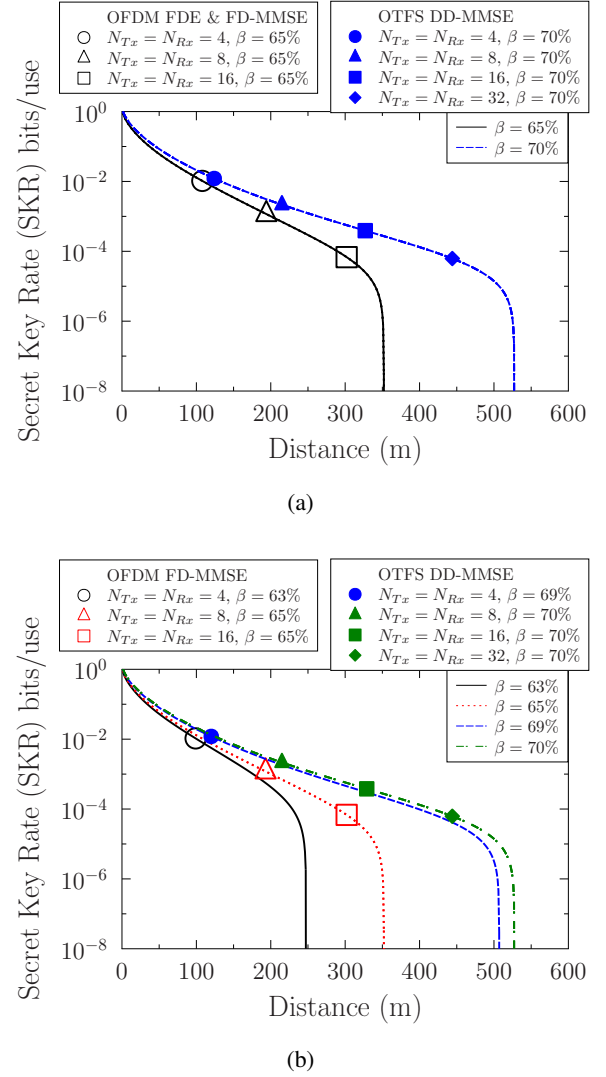 OFDM FDE & FD-MMSE
N_{Tx} = N_{Rx} = 4, β = 65%
N_{Tx} = N_{Rx} = 8, β = 65%
N_{Tx} = N_{Rx} = 16, β = 65%
OTFS DD-MMSE
N_{Tx} = N_{Rx} = 4, β = 70%
N_{Tx} = N_{Rx} = 8, β = 70%
N_{Tx} = N_{Rx} = 16, β = 70%
N_{Tx} = N_{Rx} = 32, β = 70%
β = 65%
β = 70%
Secret Key Rate (SKR) bits/use
10^0
10^{-2}
10^{-4}
10^{-6}
10^{-8}
0 100 200 300 400 500 600
Distance (m)
(a)
OFDM FD-MMSE
N_{Tx} = N_{Rx} = 4, β = 63%
N_{Tx} = N_{Rx} = 8, β = 65%
N_{Tx} = N_{Rx} = 16, β = 65%
OTFS DD-MMSE
N_{Tx} = N_{Rx} = 4, β = 69%
N_{Tx} = N_{Rx} = 8, β = 70%
N_{Tx} = N_{Rx} = 16, β = 70%
N_{Tx} = N_{Rx} = 32, β = 70%
β = 63%
β = 65%
β = 69%
β = 70%
Secret Key Rate (SKR) bits/use
10^0
10^{-2}
10^{-4}
10^{-6}
10^{-8}
0 100 200 300 400 500 600
Distance (m)
(b)